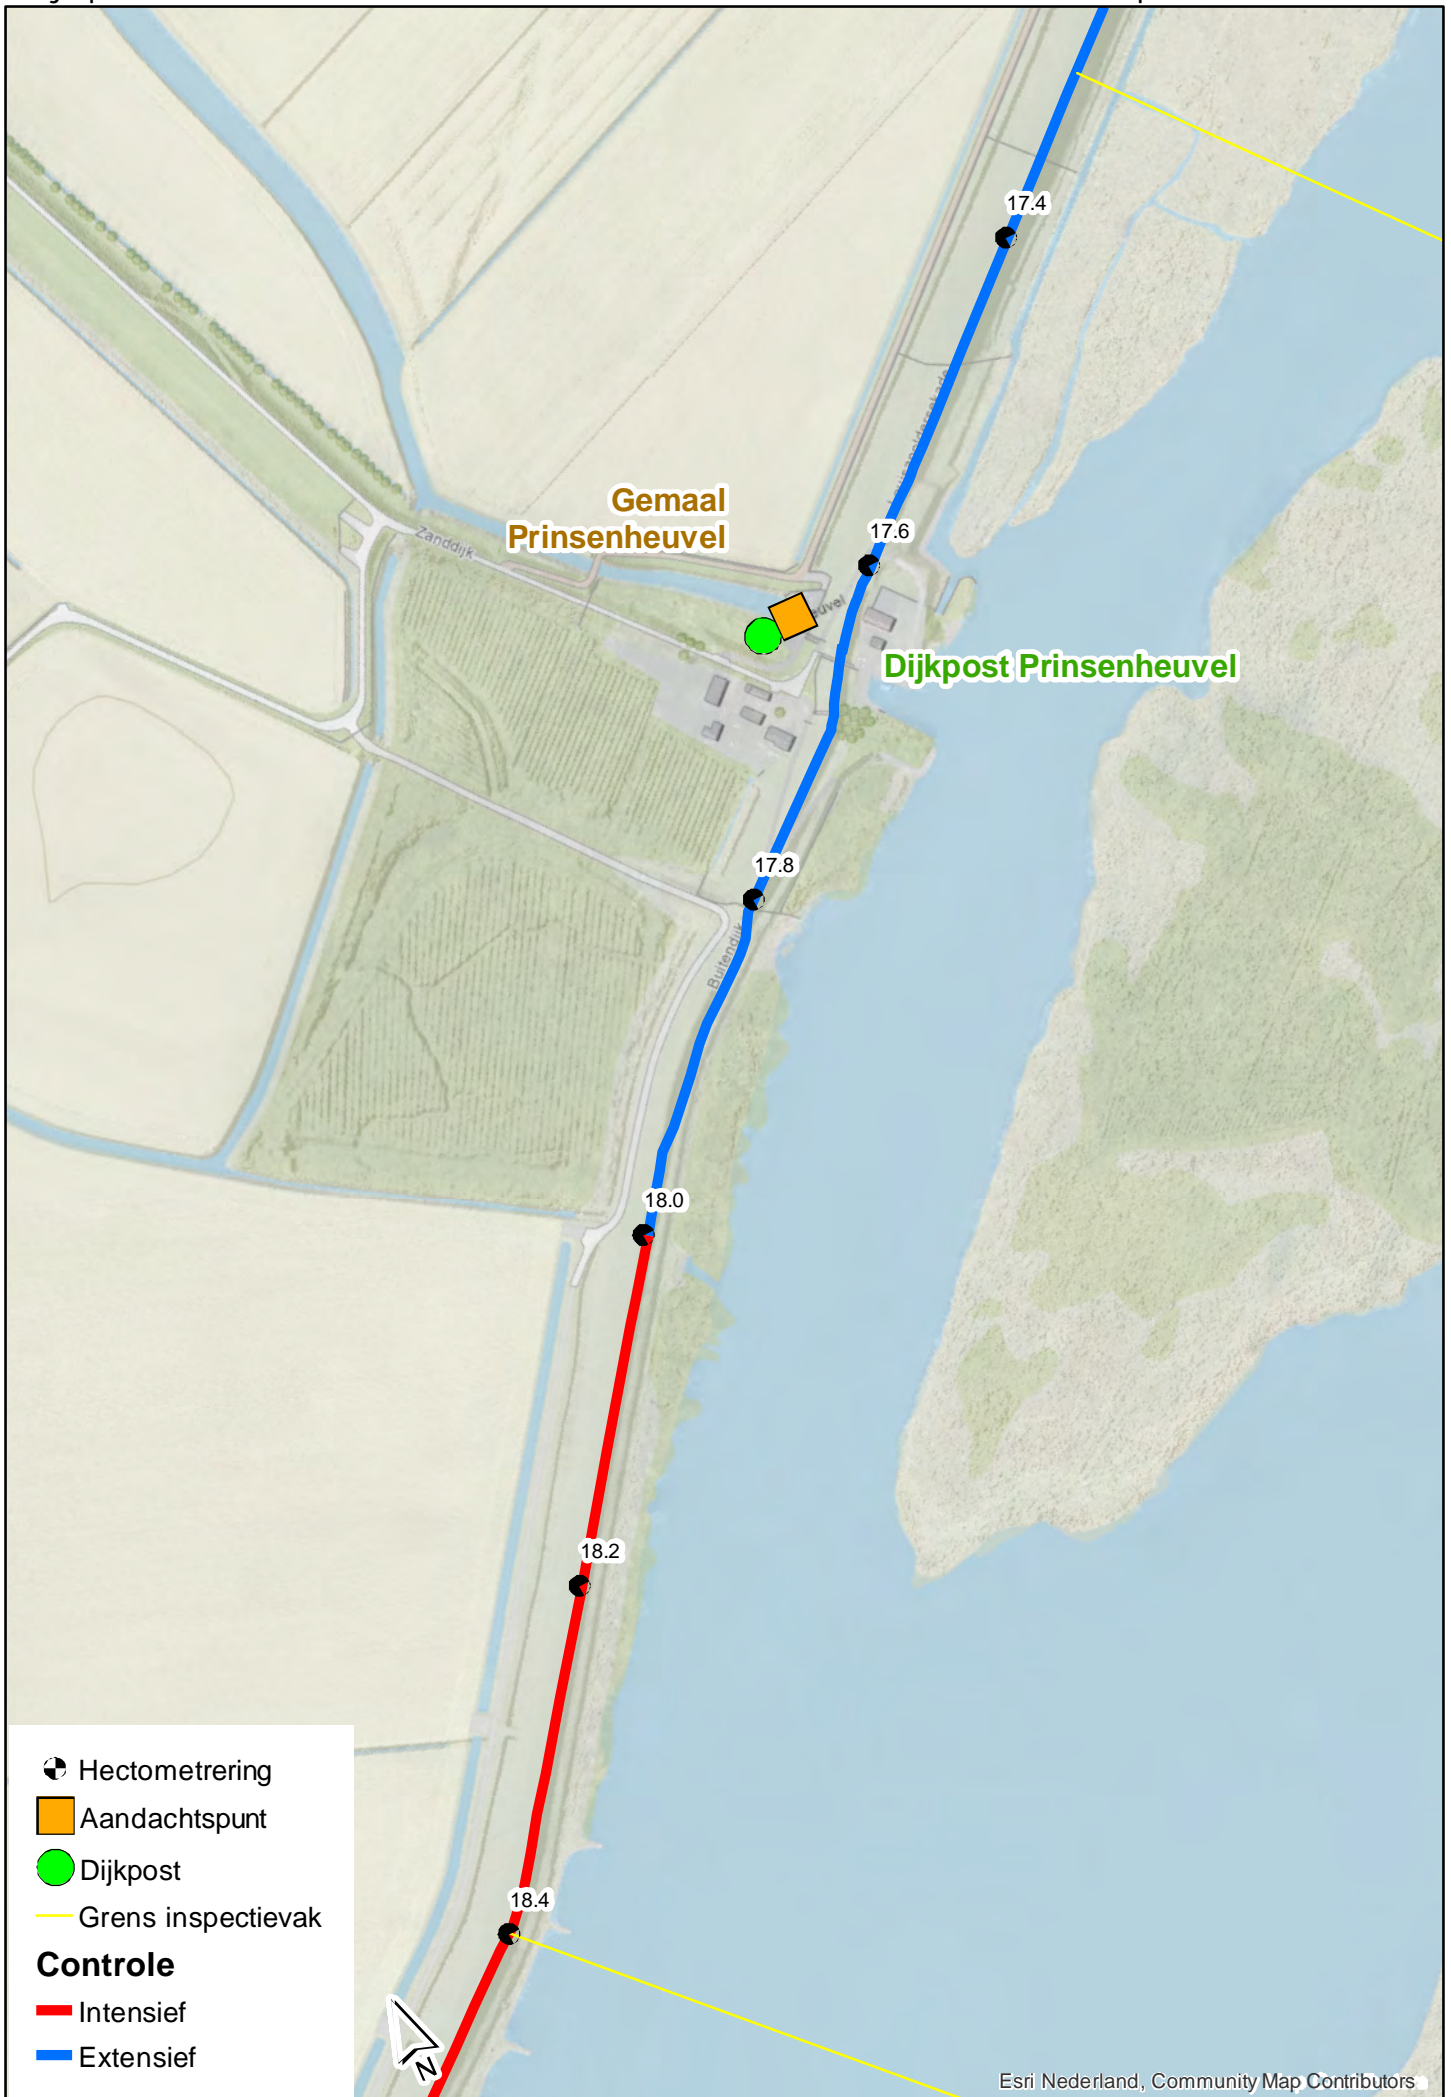 17.4
Louisapoldersekade
Gemaal
Prinsenheuvel
17.6
Zanddijk
Dijkpost Prinsenheuvel
17.8
Buitendijk
18.0
18.2
18.4
Hectometrering
Aandachtspunt
Dijkpost
Grens inspectievak
Controle
Intensief
Extensief
N
Esri Nederland, Community Map Contributors